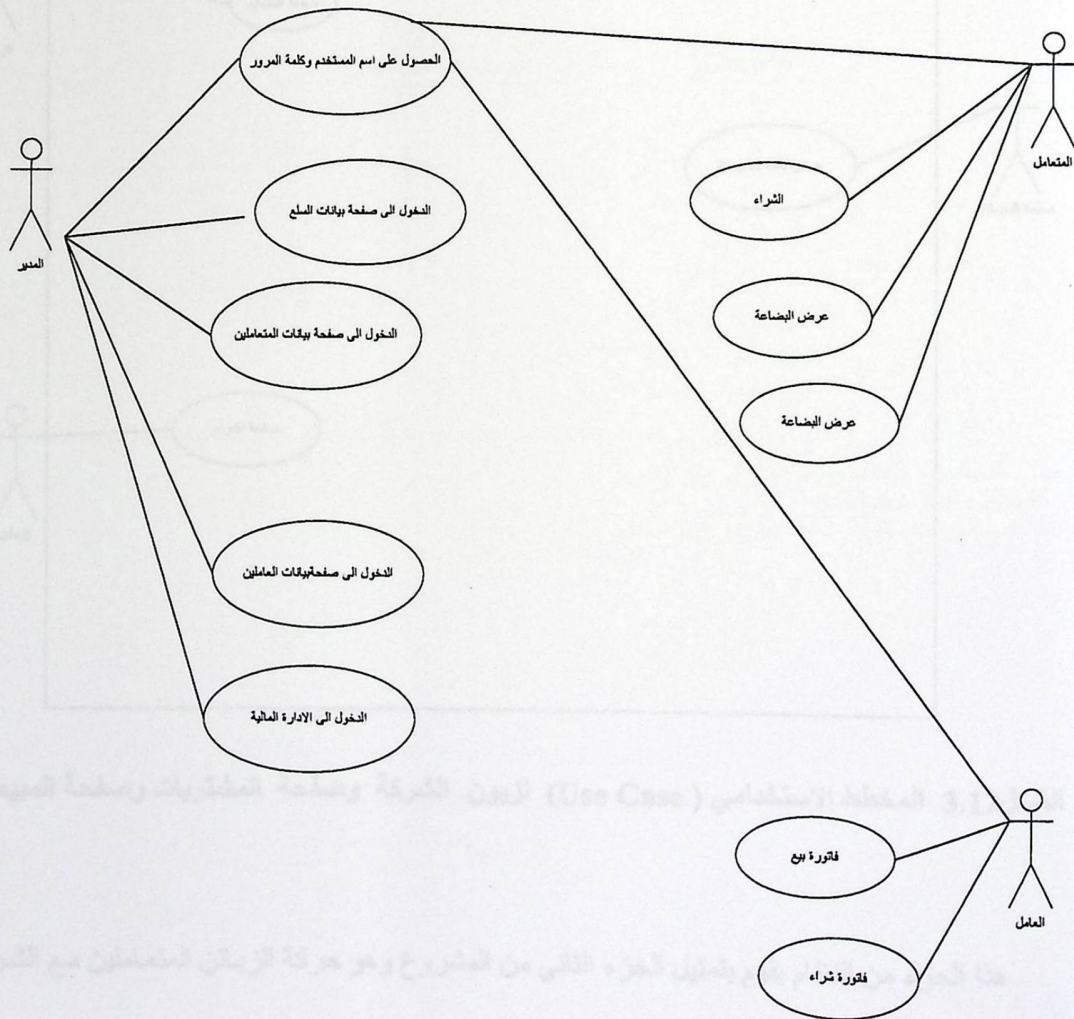 الحصول على اسم المستخدم وكلمة المرور
المتعامل
المدير
الدخول الى صفحة بيانات السلع
الشراء
الدخول الى صفحة بيانات المتعاملين
عرض البضاعة
عرض البضاعة
الدخول الى صفحةبيانات العاملين
الدخول الى الادارة المالية
المخطط الاستخدامي (Use Case) لزبون الشركة وصفحة المشتريات وصفحة
فاتورة بيع
العامل
فاتورة شراء
هذا الجزء من النظام يقوم بتمثيل الجزء الثاني من المشروع وهو حركة الزبائن المتعاملين مع